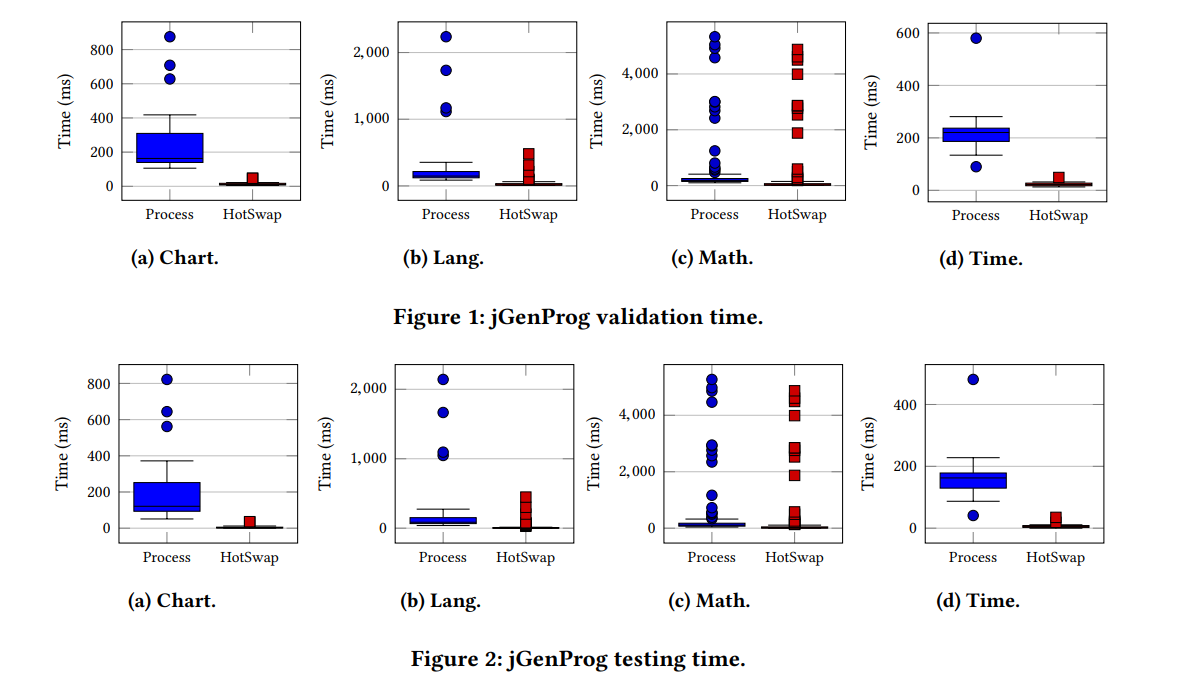 Time (ms)
800
600
400
200
0
Process
HotSwap
(a) Chart.
Time (ms)
2,000
1,000
0
Process
HotSwap
(b) Lang.
Time (ms)
4,000
2,000
0
Process
HotSwap
(c) Math.
Time (ms)
600
400
200
0
Process
HotSwap
(d) Time.
Figure 1: jGenProg validation time.
Time (ms)
800
600
400
200
0
Process
HotSwap
(a) Chart.
Time (ms)
2,000
1,000
0
Process
HotSwap
(b) Lang.
Time (ms)
4,000
2,000
0
Process
HotSwap
(c) Math.
Time (ms)
400
200
0
Process
HotSwap
(d) Time.
Figure 2: jGenProg testing time.